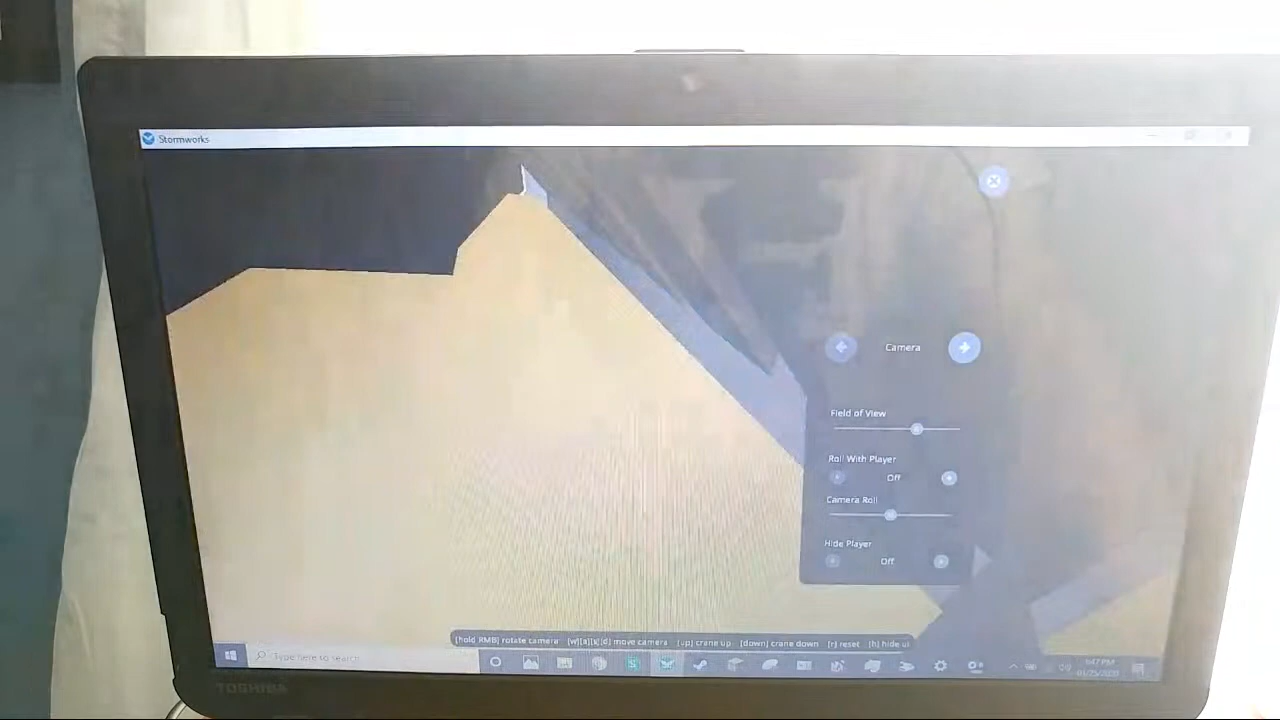 Stormworks
Camera
Field of View
Roll With Player
Off
Camera Roll
Hide Player
Off
[hold RMB] rotate camera [w][a][s][d] move camera [up] crane up [down] crane down [r] reset [h] hide ui
Type here to search
TOSHIBA